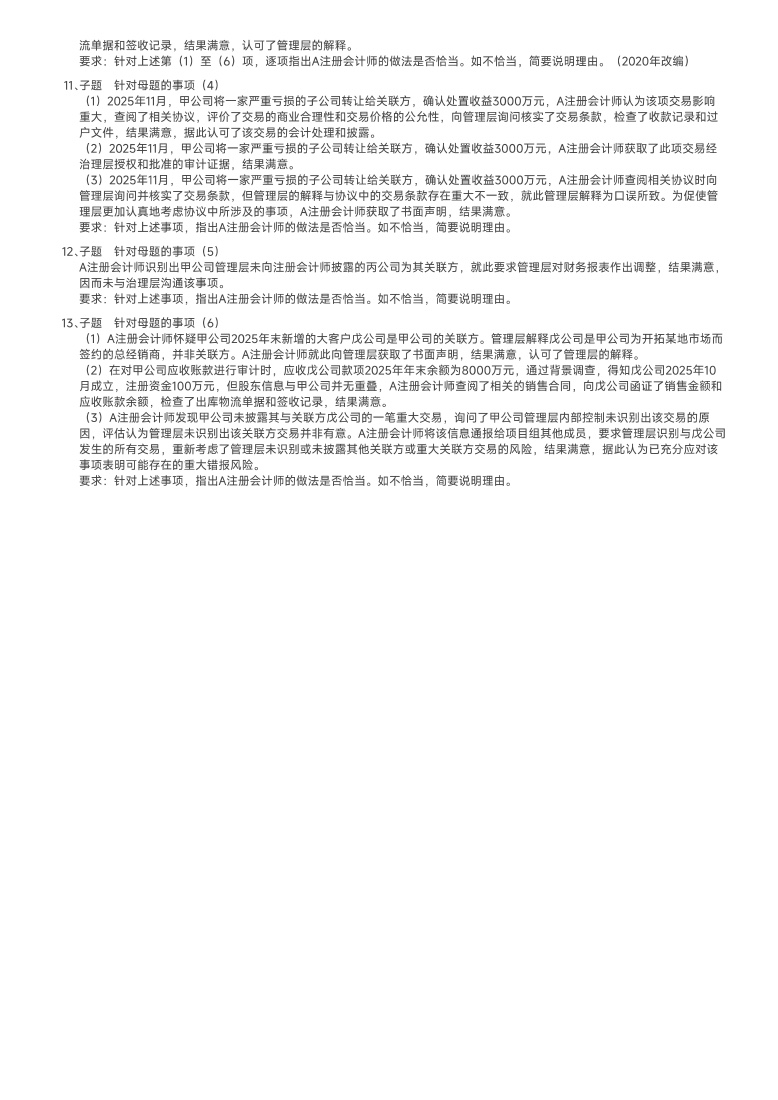 流单据和签收记录，结果满意，认可了管理层的解释。
要求：针对上述第（1）至（6）项，逐项指出A注册会计师的做法是否恰当。如不恰当，简要说明理由。（2020年改编）
11、子题　针对母题的事项（4）
（1）2025年11月，甲公司将一家严重亏损的子公司转让给关联方，确认处置收益3000万元，A注册会计师认为该项交易影响
重大，查阅了相关协议，评价了交易的商业合理性和交易价格的公允性，向管理层询问核实了交易条款，检查了收款记录和过
户文件，结果满意，据此认可了该交易的会计处理和披露。
（2）2025年11月，甲公司将一家严重亏损的子公司转让给关联方，确认处置收益3000万元，A注册会计师获取了此项交易经
治理层授权和批准的审计证据，结果满意。
（3）2025年11月，甲公司将一家严重亏损的子公司转让给关联方，确认处置收益3000万元，A注册会计师查阅相关协议时向
管理层询问并核实了交易条款，但管理层的解释与协议中的交易条款存在重大不一致，就此管理层解释为口误所致。为促使管
理层更加认真地考虑协议中所涉及的事项，A注册会计师获取了书面声明，结果满意。
要求：针对上述事项，指出A注册会计师的做法是否恰当。如不恰当，简要说明理由。
12、子题　针对母题的事项（5）
A注册会计师识别出甲公司管理层未向注册会计师披露的丙公司为其关联方，就此要求管理层对财务报表作出调整，结果满意，
因而未与治理层沟通该事项。
要求：针对上述事项，指出A注册会计师的做法是否恰当。如不恰当，简要说明理由。
13、子题　针对母题的事项（6）
（1）A注册会计师怀疑甲公司2025年末新增的大客户戊公司是甲公司的关联方。管理层解释戊公司是甲公司为开拓某地市场而
签约的总经销商，并非关联方。A注册会计师就此向管理层获取了书面声明，结果满意，认可了管理层的解释。
（2）在对甲公司应收账款进行审计时，应收戊公司款项2025年年末余额为8000万元，通过背景调查，得知戊公司2025年10
月成立，注册资金100万元，但股东信息与甲公司并无重叠，A注册会计师查阅了相关的销售合同，向戊公司函证了销售金额和
应收账款余额，检查了出库物流单据和签收记录，结果满意。
（3）A注册会计师发现甲公司未披露其与关联方戊公司的一笔重大交易，询问了甲公司管理层内部控制未识别出该交易的原
因，评估认为管理层未识别出该关联方交易并非有意。A注册会计师将该信息通报给项目组其他成员，要求管理层识别与戊公司
发生的所有交易，重新考虑了管理层未识别或未披露其他关联方或重大关联方交易的风险，结果满意，据此认为已充分应对该
事项表明可能存在的重大错报风险。
要求：针对上述事项，指出A注册会计师的做法是否恰当。如不恰当，简要说明理由。